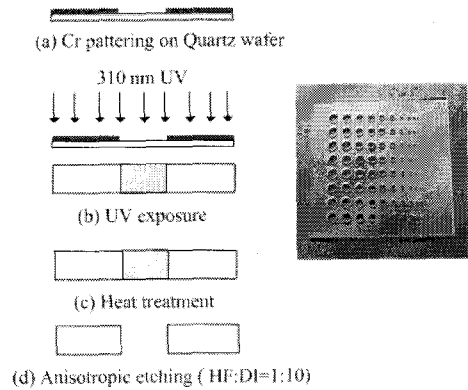 (a) Cr pattering on Quartz wafer
310 nm UV
(b) UV exposure
(c) Heat treatment
(d) Anisotropic etching ( HF:DI=1:10)